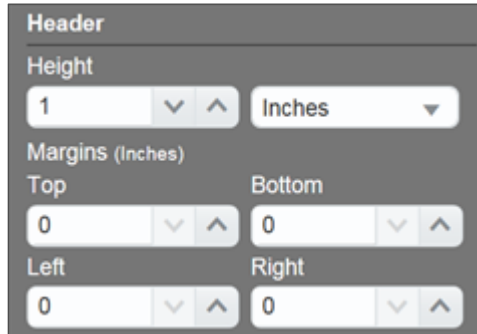 Header
Height
1 Inches
Margins (Inches)
Top Bottom
0 0
Left Right
0 0